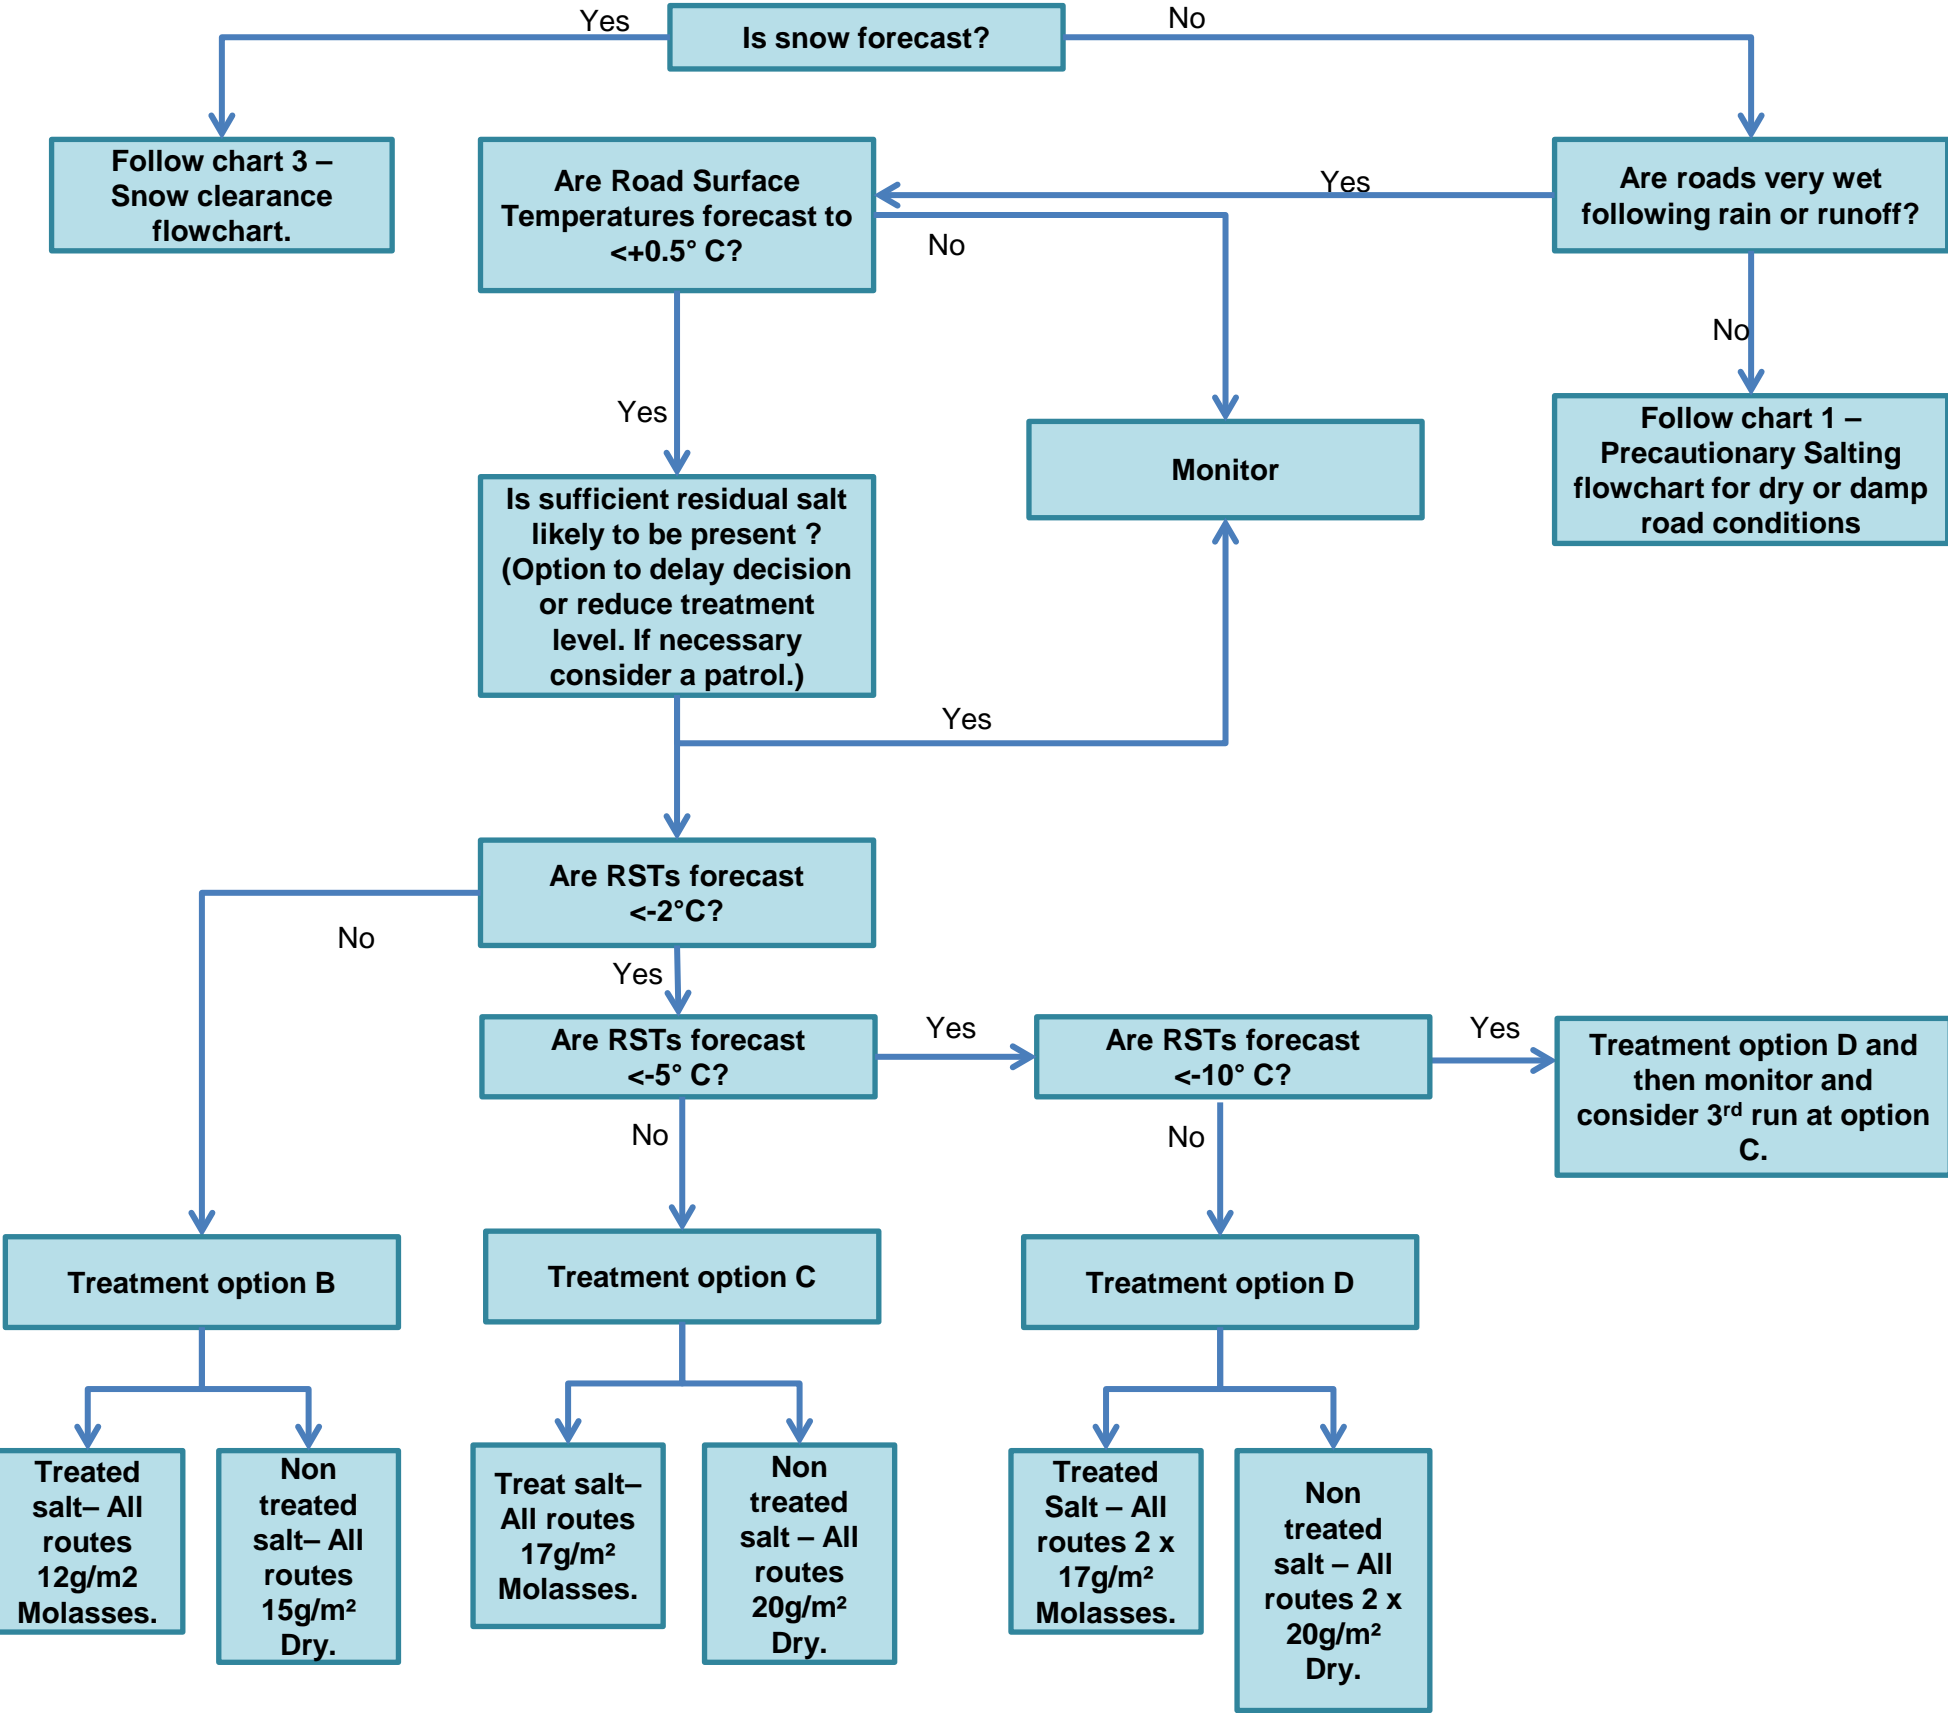 Yes
Is snow forecast?
No
Follow chart 3 –
Snow clearance
flowchart.
Are Road Surface
Temperatures forecast to
<+0.5° C?
Yes
Are roads very wet
following rain or runoff?
No
No
Yes
Monitor
Follow chart 1 –
Precautionary Salting
flowchart for dry or damp
road conditions
Is sufficient residual salt
likely to be present ?
(Option to delay decision
or reduce treatment
level. If necessary
consider a patrol.)
Yes
Are RSTs forecast
<-2°C?
No
Yes
Are RSTs forecast
<-5° C?
Yes
Are RSTs forecast
<-10° C?
Yes
Treatment option D and
then monitor and
consider 3rd run at option
C.
No
No
Treatment option B
Treatment option C
Treatment option D
Treated
salt– All
routes
12g/m2
Molasses.
Non
treated
salt– All
routes
15g/m²
Dry.
Treat salt–
All routes
17g/m²
Molasses.
Non
treated
salt – All
routes
20g/m²
Dry.
Treated
Salt – All
routes 2 x
17g/m²
Molasses.
Non
treated
salt – All
routes 2 x
20g/m²
Dry.